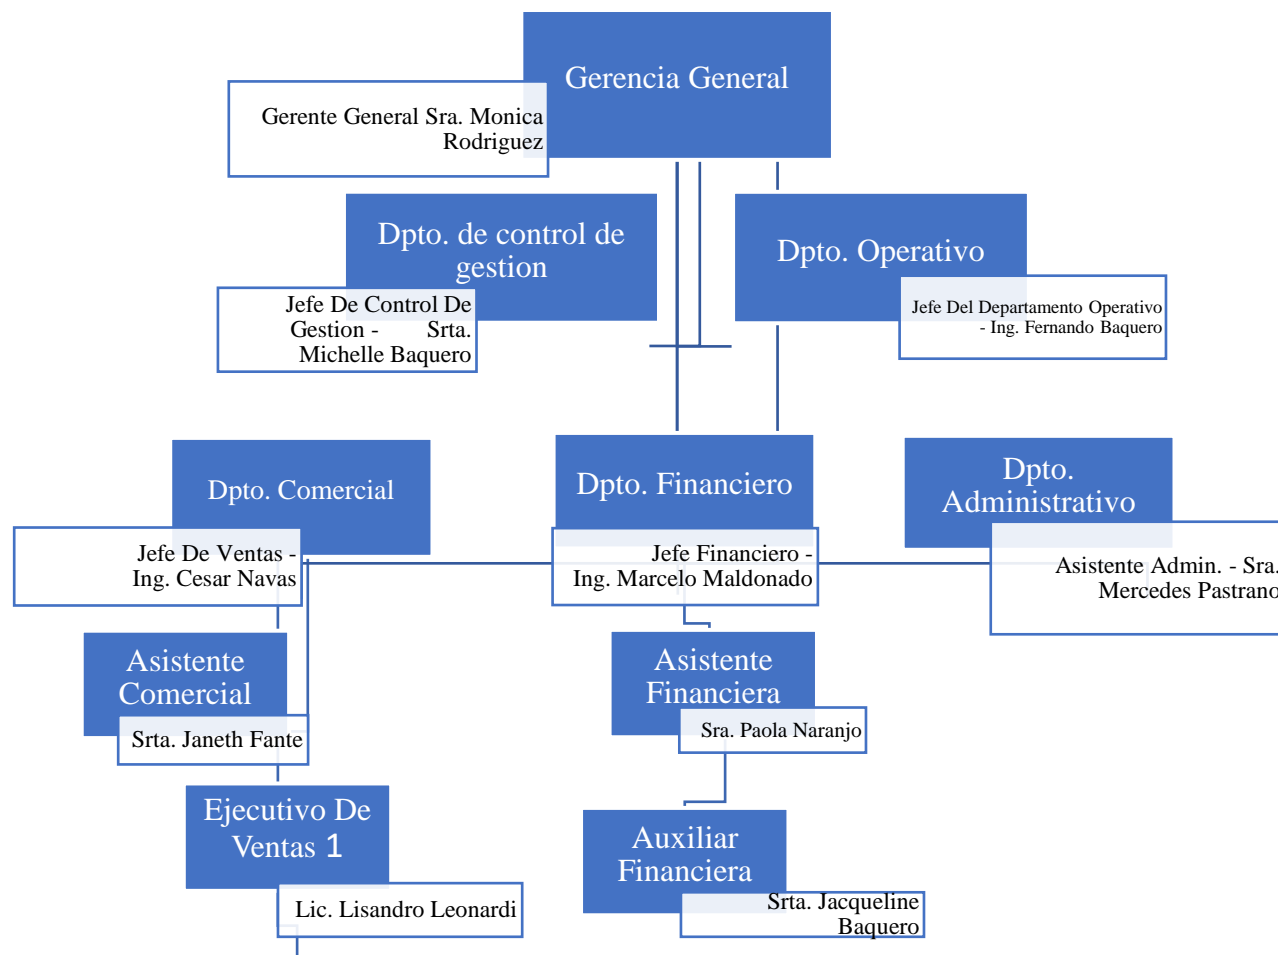 Gerencia General
Gerente General Sra. Monica
Rodriguez
Dpto. de control de
gestion
Jefe De Control De
Gestion - Srta.
Michelle Baquero
Dpto. Operativo
Jefe Del Departamento Operativo
- Ing. Fernando Baquero
Dpto. Comercial
Jefe De Ventas -
Ing. Cesar Navas
Dpto. Financiero
Jefe Financiero -
Ing. Marcelo Maldonado
Dpto.
Administrativo
Asistente Admin. - Sra.
Mercedes Pastrano
Asistente
Comercial
Srta. Janeth Fante
Asistente
Financiera
Sra. Paola Naranjo
Ejecutivo De
Ventas 1
Lic. Lisandro Leonardi
Auxiliar
Financiera
Srta. Jacqueline
Baquero